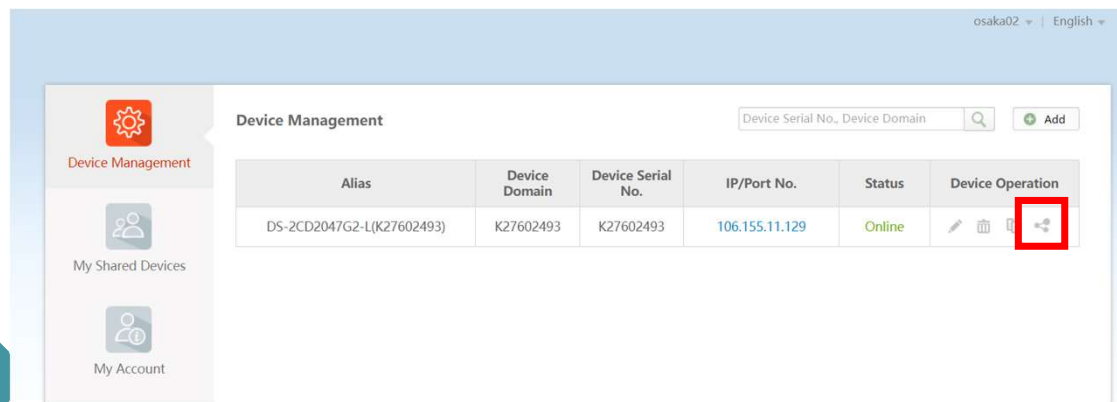 osaka02 | English
Device Management
Device Management
Device Serial No., Device Domain
Add
Alias
Device Domain
Device Serial No.
IP/Port No.
Status
Device Operation
DS-2CD2047G2-L(K27602493)
K27602493
K27602493
106.155.11.129
Online
My Shared Devices
My Account